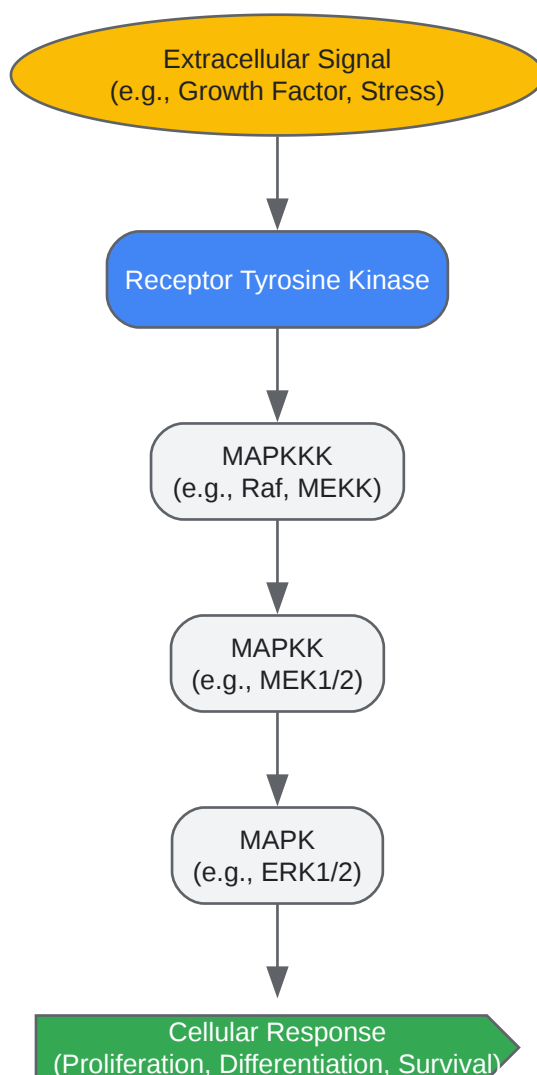 Extracellular Signal
(e.g., Growth Factor, Stress)
Receptor Tyrosine Kinase
MAPKKK
(e.g., Raf, MEKK)
MAPKK
(e.g., MEK1/2)
MAPK
(e.g., ERK1/2)
Cellular Response
(Proliferation, Differentiation, Survival)